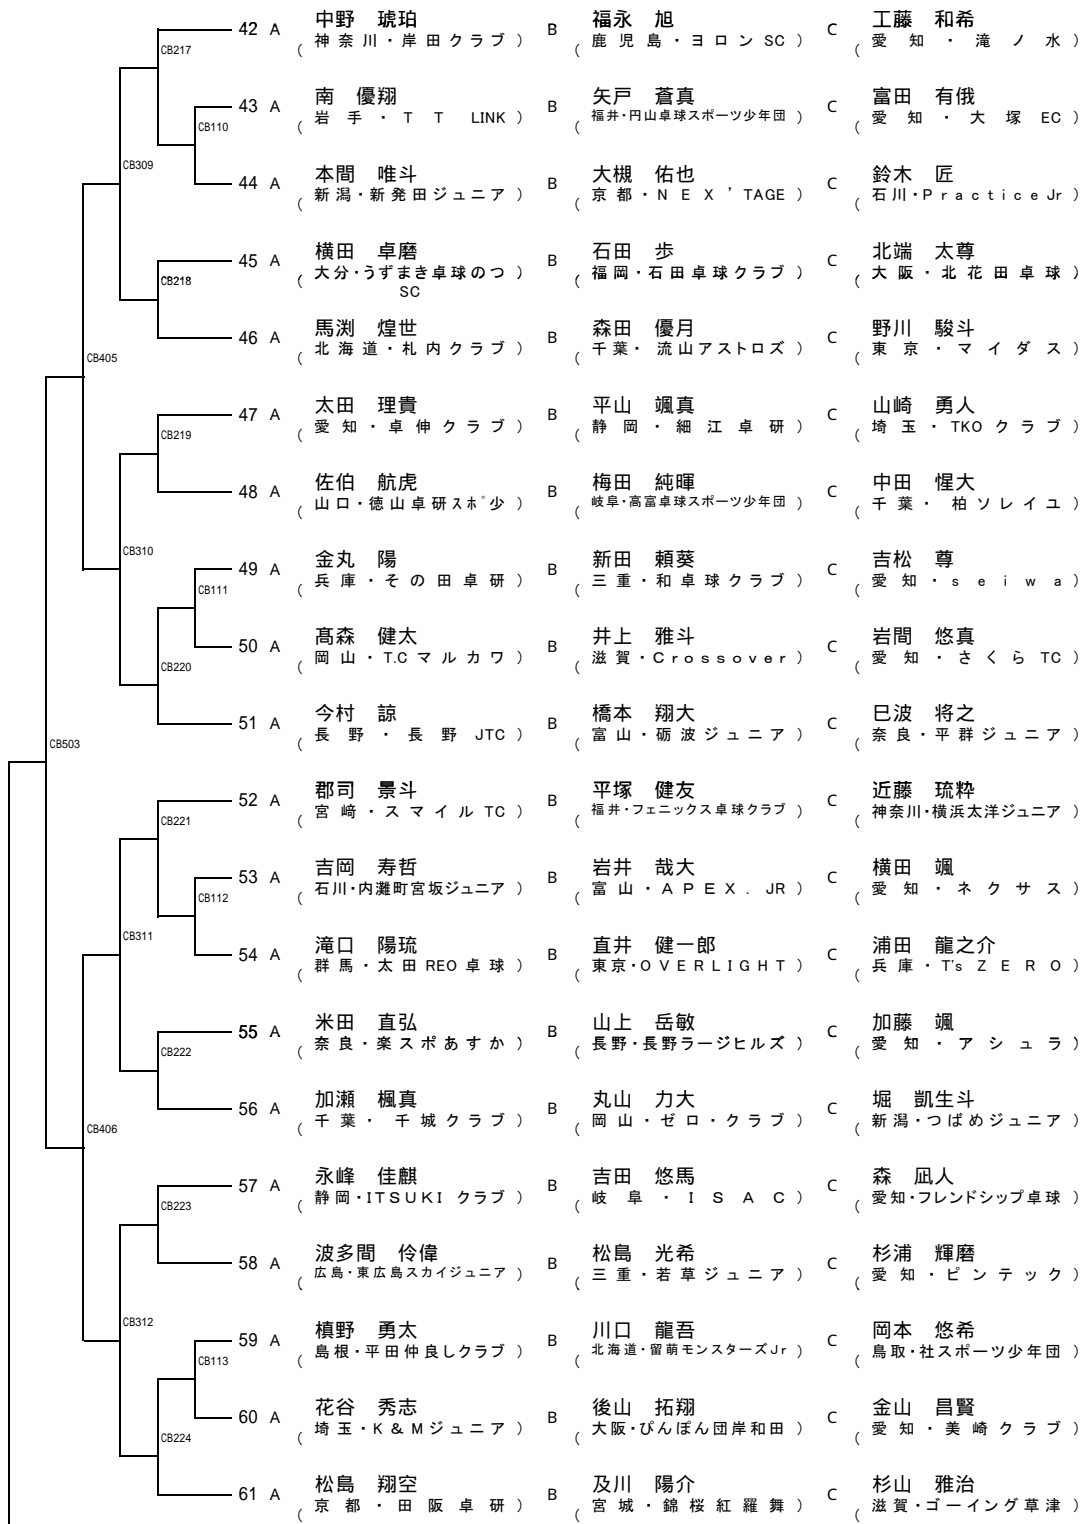 42 A 中野　琥珀 B 福永　旭 C 工藤　和希
（神奈川・岸田クラブ） （鹿児島・ヨロンSC） （愛知・滝ノ水）
CB217
43 A 南　優翔 B 矢戸　蒼真 C 富田　有俄
（岩手・TT LINK） （福井・円山卓球スポーツ少年団） （愛知・大塚EC）
CB110
CB309
44 A 本間　唯斗 B 大槻　佑也 C 鈴木　匠
（新潟・新発田ジュニア） （京都・NEX'TAGE） （石川・PracticeJr）
45 A 横田　卓磨 B 石田　歩 C 北端　太尊
（大分・うずまき卓球のつSC） （福岡・石田卓球クラブ） （大阪・北花田卓球）
CB218
46 A 馬渕　煌世 B 森田　優月 C 野川　駿斗
（北海道・札内クラブ） （千葉・流山アストロズ） （東京・マイダス）
CB405
47 A 太田　理貴 B 平山　颯真 C 山崎　勇人
（愛知・卓伸クラブ） （静岡・細江卓研） （埼玉・TKOクラブ）
CB219
48 A 佐伯　航虎 B 梅田　純暉 C 中田　惺大
（山口・徳山卓研ｽﾎﾟ少） （岐阜・高富卓球スポーツ少年団） （千葉・柏ソレイユ）
CB310
49 A 金丸　陽 B 新田　頼葵 C 吉松　尊
（兵庫・その田卓研） （三重・和卓球クラブ） （愛知・seiwa）
CB111
50 A 髙森　健太 B 井上　雅斗 C 岩間　悠真
（岡山・T.Cマルカワ） （滋賀・Crossover） （愛知・さくらTC）
CB220
51 A 今村　諒 B 橋本　翔大 C 巳波　将之
（長野・長野JTC） （富山・砺波ジュニア） （奈良・平群ジュニア）
CB503
52 A 郡司　景斗 B 平塚　健友 C 近藤　琉粋
（宮崎・スマイルTC） （福井・フェニックス卓球クラブ） （神奈川・横浜太洋ジュニア）
CB221
53 A 吉岡　寿哲 B 岩井　哉大 C 横田　颯
（石川・内灘町宮坂ジュニア） （富山・APEX.JR） （愛知・ネクサス）
CB112
CB311
54 A 滝口　陽琉 B 直井　健一郎 C 浦田　龍之介
（群馬・太田REO卓球） （東京・OVERLIGHT） （兵庫・T's ZERO）
55 A 米田　直弘 B 山上　岳敏 C 加藤　颯
（奈良・楽スポあすか） （長野・長野ラージヒルズ） （愛知・アシュラ）
CB222
56 A 加瀬　楓真 B 丸山　力大 C 堀　凱生斗
（千葉・千城クラブ） （岡山・ゼロ・クラブ） （新潟・つばめジュニア）
CB406
57 A 永峰　佳麒 B 吉田　悠馬 C 森　凪人
（静岡・ITSUKIクラブ） （岐阜・ISAC） （愛知・フレンドシップ卓球）
CB223
58 A 波多間　伶偉 B 松島　光希 C 杉浦　輝磨
（広島・東広島スカイジュニア） （三重・若草ジュニア） （愛知・ピンテック）
CB312
59 A 槙野　勇太 B 川口　龍吾 C 岡本　悠希
（島根・平田仲良しクラブ） （北海道・留萌モンスターズJr） （鳥取・社スポーツ少年団）
CB113
60 A 花谷　秀志 B 後山　拓翔 C 金山　昌賢
（埼玉・K＆Mジュニア） （大阪・ぴんぽん団岸和田） （愛知・美崎クラブ）
CB224
61 A 松島　翔空 B 及川　陽介 C 杉山　雅治
（京都・田阪卓研） （宮城・錦桜紅羅舞） （滋賀・ゴーイング草津）